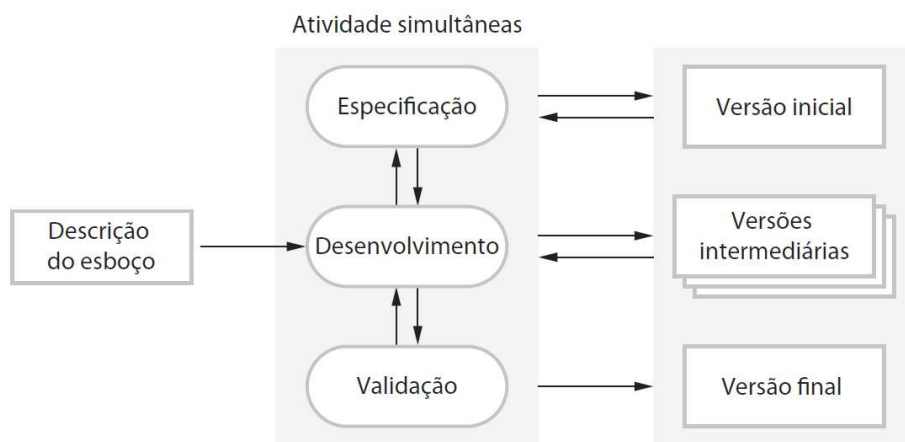 Atividade simultâneas
Especificação
Versão inicial
Descrição
do esboço
Desenvolvimento
Versões
intermediárias
Validação
Versão final